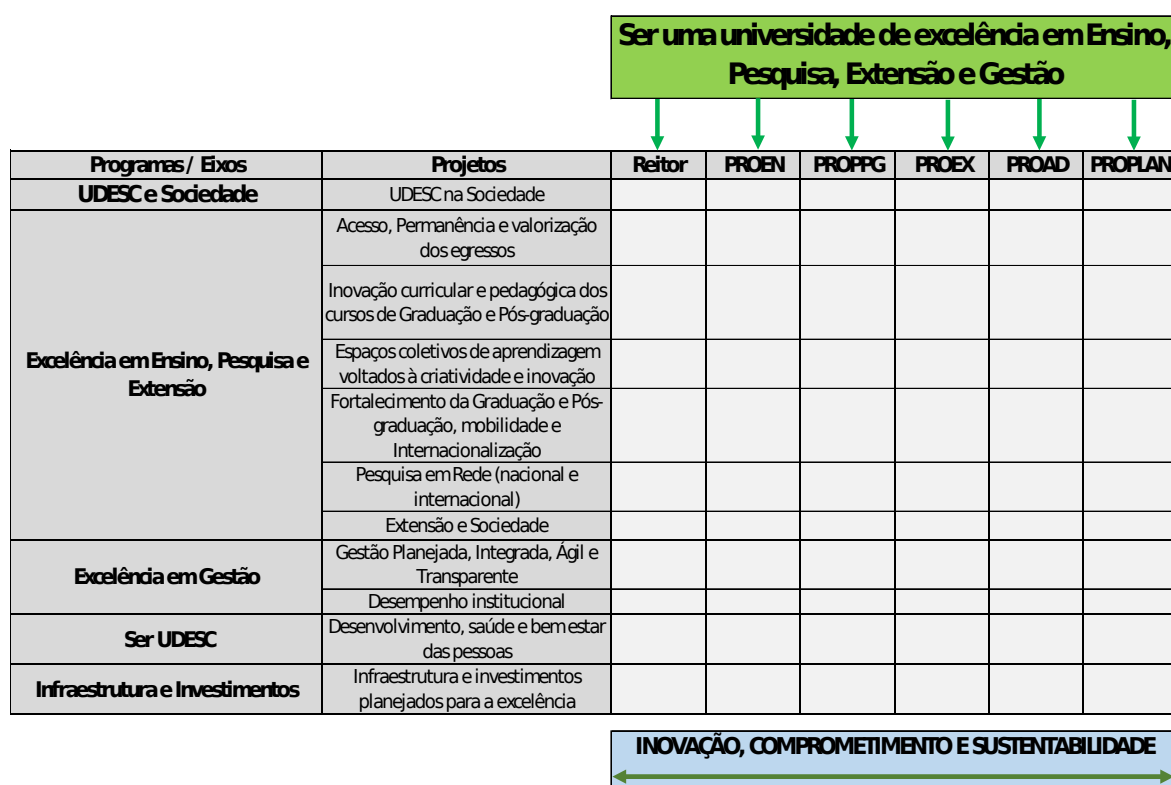 Ser uma universidade de excelência em Ensino,
Pesquisa, Extensão e Gestão
Programas / Eixos Projetos Reitor PROEN PROPPG PROEX PROAD PROPLAN
UDESC e Sociedade UDESC na Sociedade
Excelência em Ensino, Pesquisa e
Extensão
Acesso, Permanência e valorização
dos egressos
Inovação curricular e pedagógica dos
cursos de Graduação e Pós-graduação
Espaços coletivos de aprendizagem
voltados à criatividade e inovação
Fortalecimento da Graduação e Pós-
graduação, mobilidade e
Internacionalização
Pesquisa em Rede (nacional e
internacional)
Extensão e Sociedade
Excelência em Gestão
Gestão Planejada, Integrada, Ágil e
Transparente
Desempenho institucional
Ser UDESC
Desenvolvimento, saúde e bem estar
das pessoas
Infraestrutura e Investimentos
Infraestrutura e investimentos
planejados para a excelência
INOVAÇÃO, COMPROMETIMENTO E SUSTENTABILIDADE